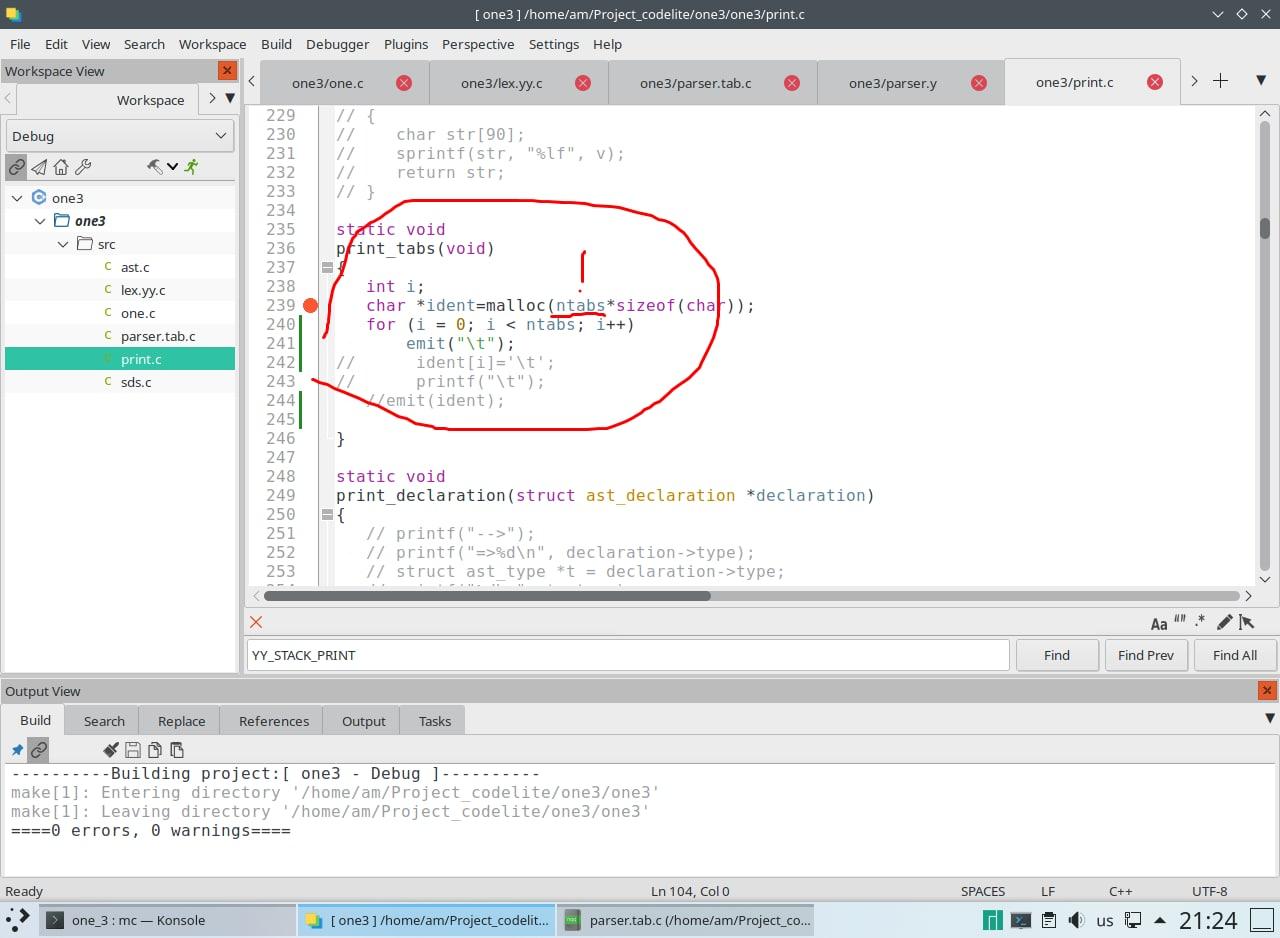 [ one3 ] /home/am/Project_codelite/one3/one3/print.c
File Edit View Search Workspace Build Debugger Plugins Perspective Settings Help
Workspace View
Workspace
one3/one.c
one3/lex.yy.c
one3/parser.tab.c
one3/parser.y
one3/print.c
Debug
one3
one3
src
ast.c
lex.yy.c
one.c
parser.tab.c
print.c
sds.c
229 // {
230 //    char str[90];
231 //    sprintf(str, "%lf", v);
232 //    return str;
233 // }
234
235 static void
236 print_tabs(void)
237 {
238    int i;
239    char *ident=malloc(ntabs*sizeof(char));
240    for (i = 0; i < ntabs; i++)
241        emit("\t");
242 //      ident[i]='\t';
243 //      printf("\t");
244    //emit(ident);
245
246 }
247
248 static void
249 print_declaration(struct ast_declaration *declaration)
250 {
251    // printf("-->");
252    // printf("=>%d\n", declaration->type);
253    // struct ast_type *t = declaration->type;
!
YY_STACK_PRINT
Aa “” .*
Find
Find Prev
Find All
Output View
Build
Search
Replace
References
Output
Tasks
----------Building project:[ one3 - Debug ]----------
make[1]: Entering directory '/home/am/Project_codelite/one3/one3'
make[1]: Leaving directory '/home/am/Project_codelite/one3/one3'
====0 errors, 0 warnings====
Ready
Ln 104, Col 0
SPACES
LF
C++
UTF-8
one_3 : mc — Konsole
[ one3 ] /home/am/Project_codelit...
parser.tab.c (/home/am/Project_co...
us
21:24